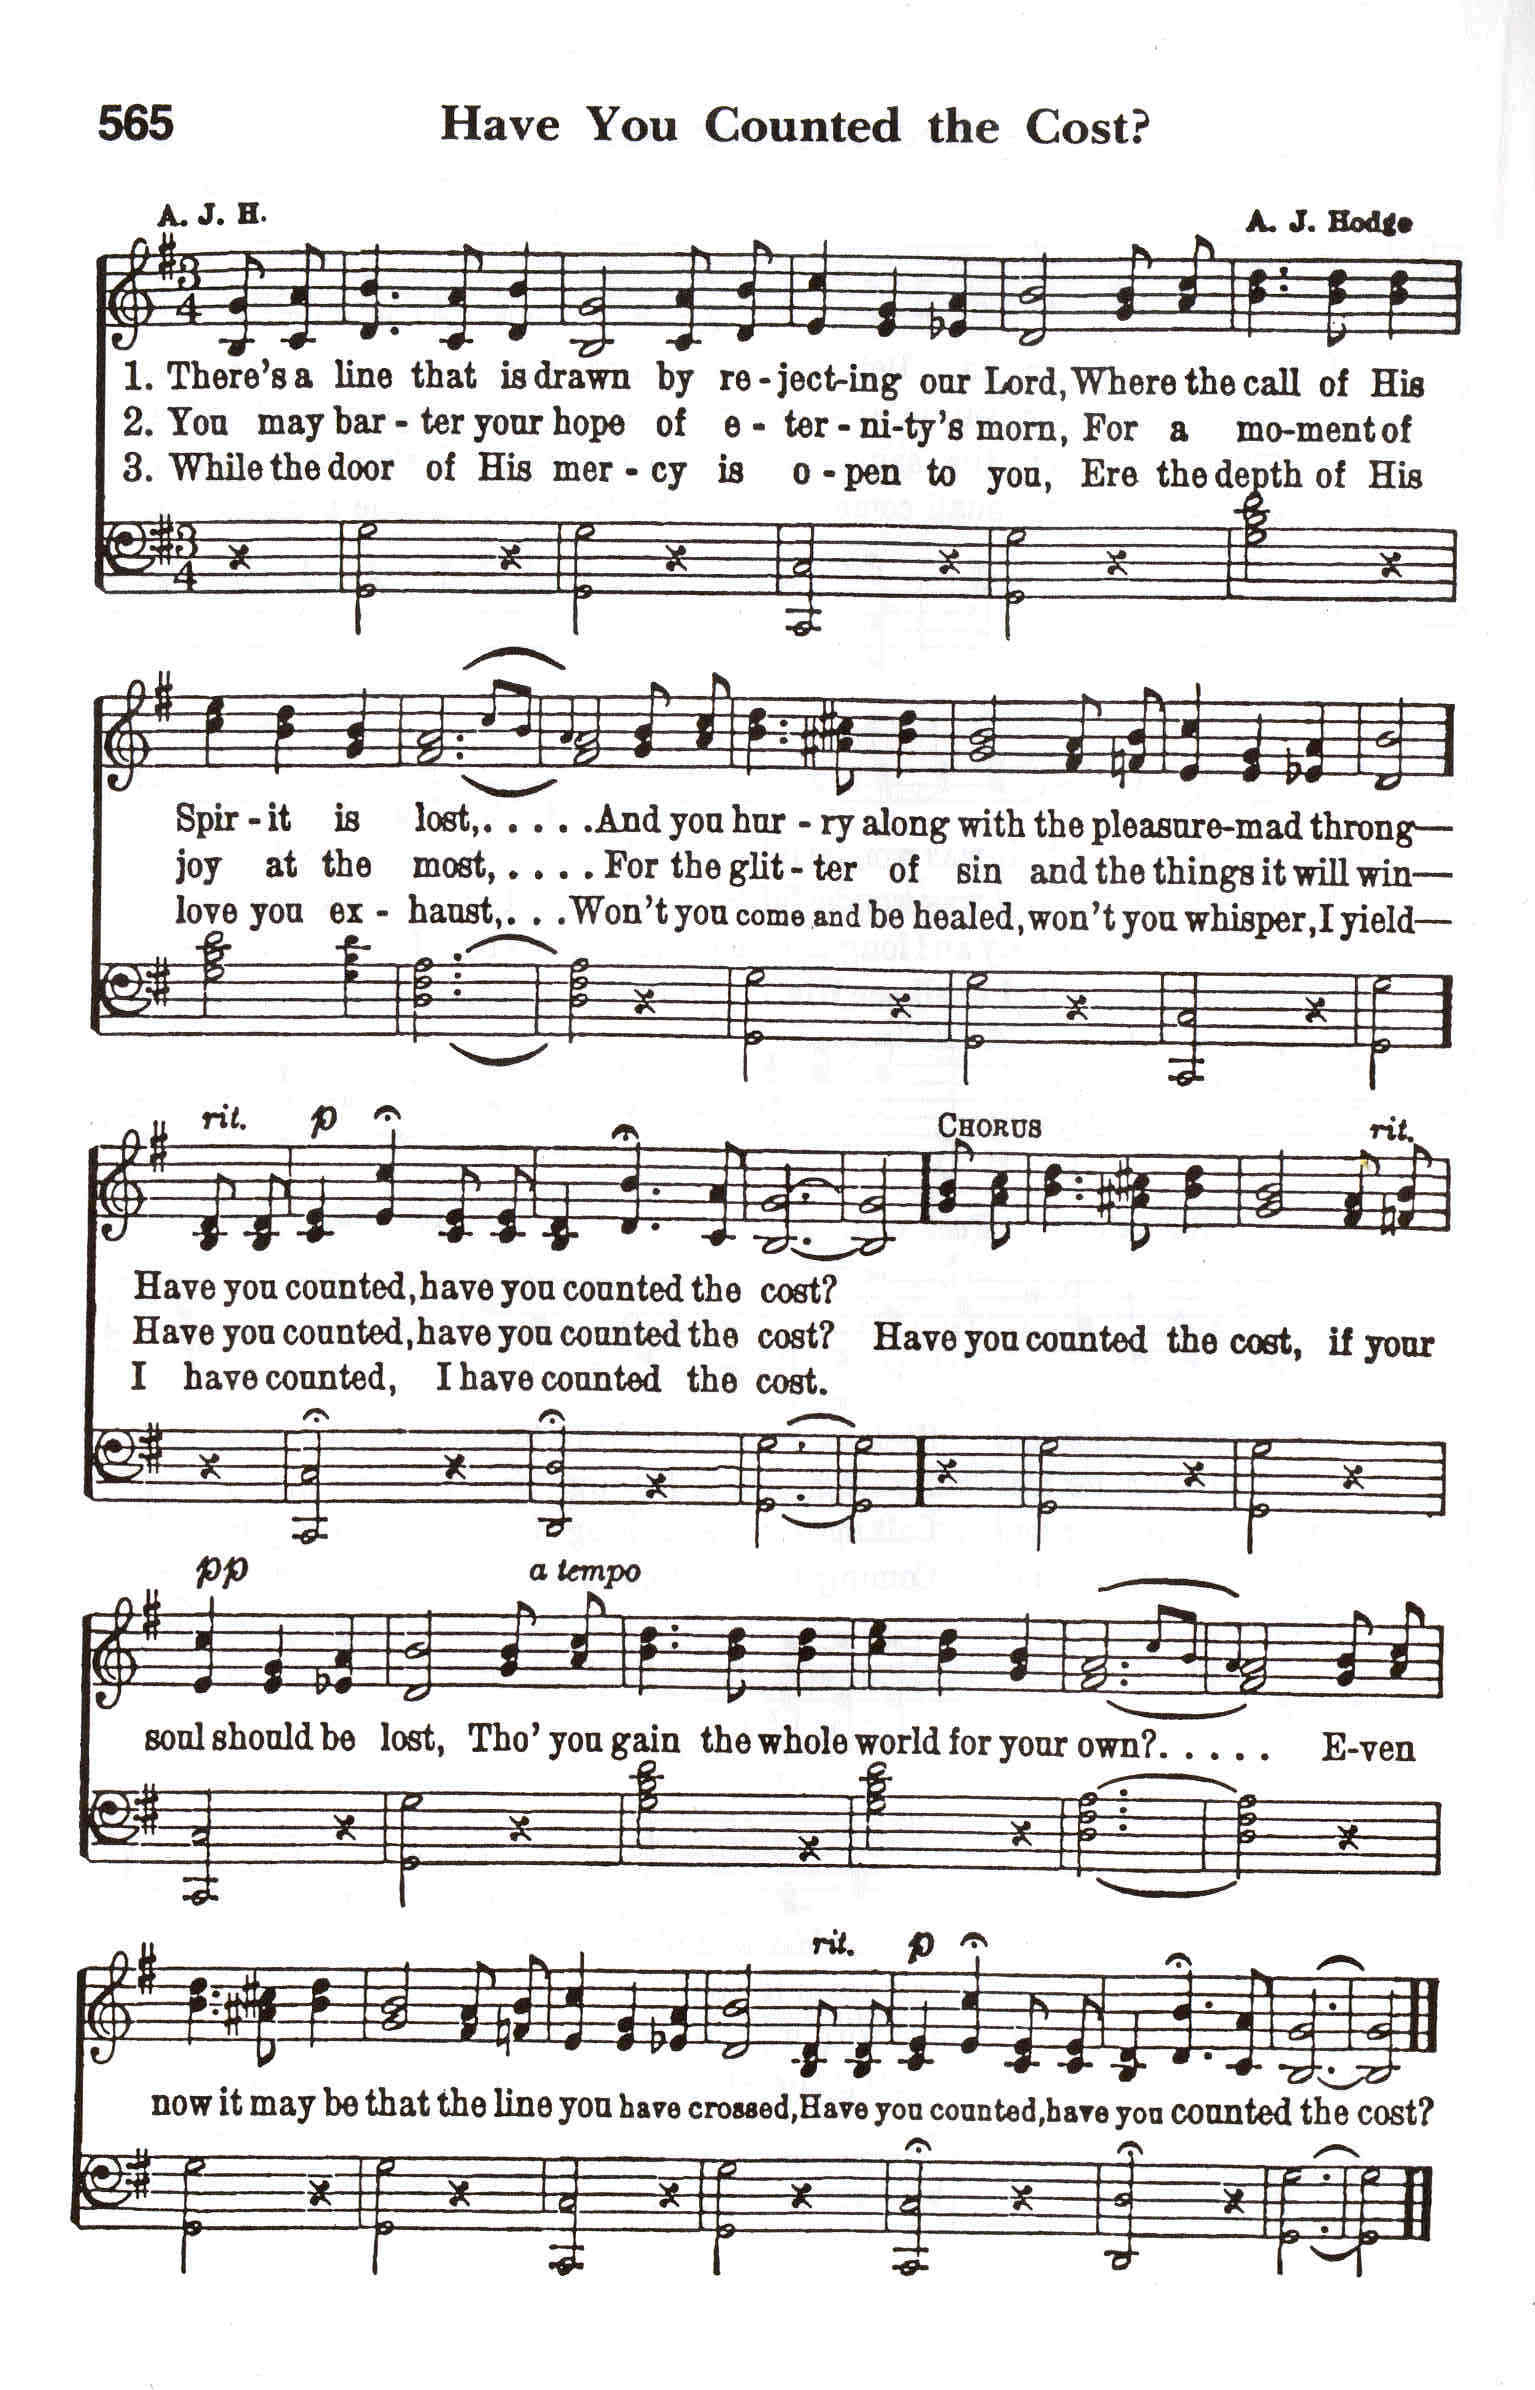 565 Have You Counted the Cost?
A. J. H. A. J. Hodge
1. There's a line that is drawn by re-ject-ing our Lord, Where the call of His
2. You may bar-ter your hope of e-ter-ni-ty's morn, For a mo-ment of
3. While the door of His mer-cy is o-pen to you, Ere the depth of His
Spir-it is lost,. . . . . .And you hur-ry along with the pleasure-mad throng—
joy at the most,. . . . . For the glit-ter of sin and the things it will win—
love you ex-haust,. . .Won't you come and be healed, won't you whisper, I yield—
rit. p CHORUS rit.
Have you counted, have you counted the cost?
Have you counted, have you counted the cost? Have you counted the cost, if your
I have counted, I have counted the cost.
pp a tempo
soul should be lost, Tho' you gain the whole world for your own?. . . . . . E-ven
rit. p
now it may be that the line you have crossed, Have you counted, have you counted the cost?